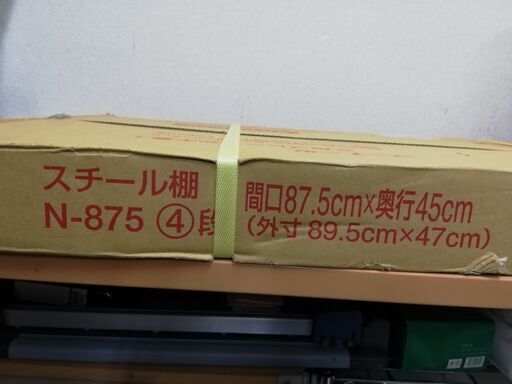 スチール棚
N-875 ④段
間口87.5cm×奥行45cm
(外寸 89.5cm×47cm)